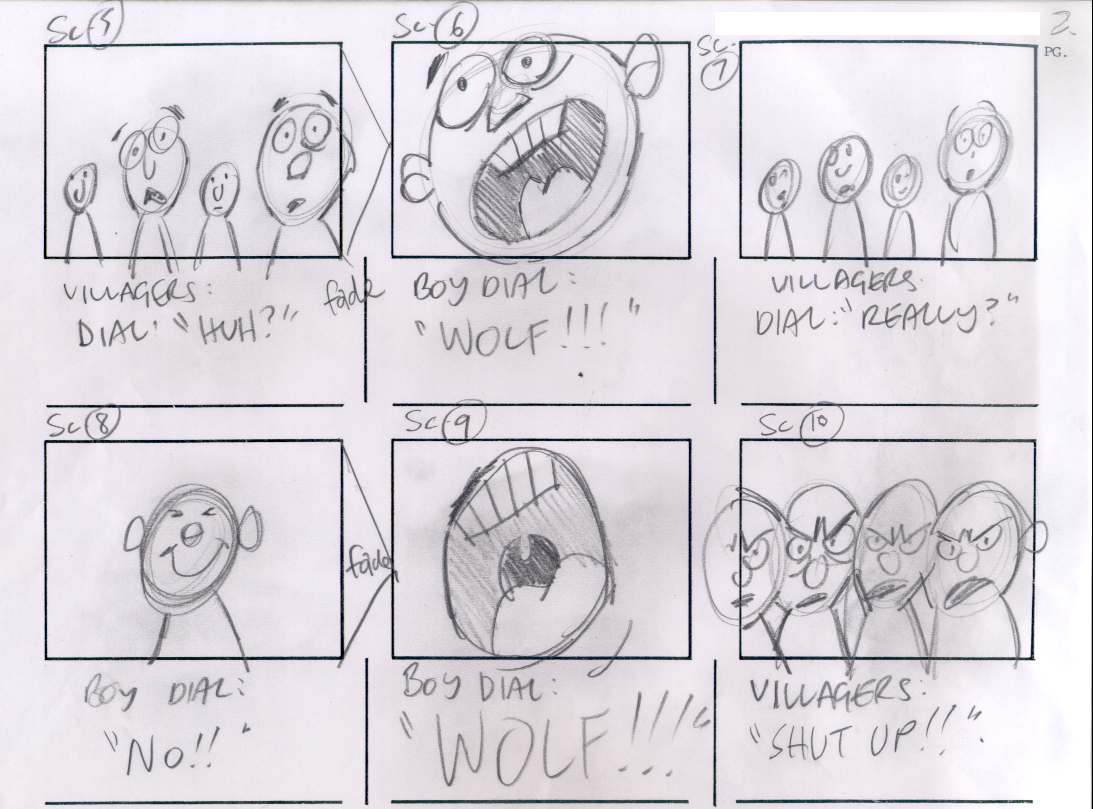 Sc-5
Sc-6
Sc-7
2.
PG.
VILLAGERS:
DIAL: "HUH?"
fade
BOY DIAL:
"WOLF!!!"
VILLAGERS:
DIAL: "REALLY?"
Sc-8
Sc-9
Sc-10
fade
BOY DIAL:
"NO!!"
BOY DIAL:
"WOLF!!!"
VILLAGERS:
"SHUT UP!!".